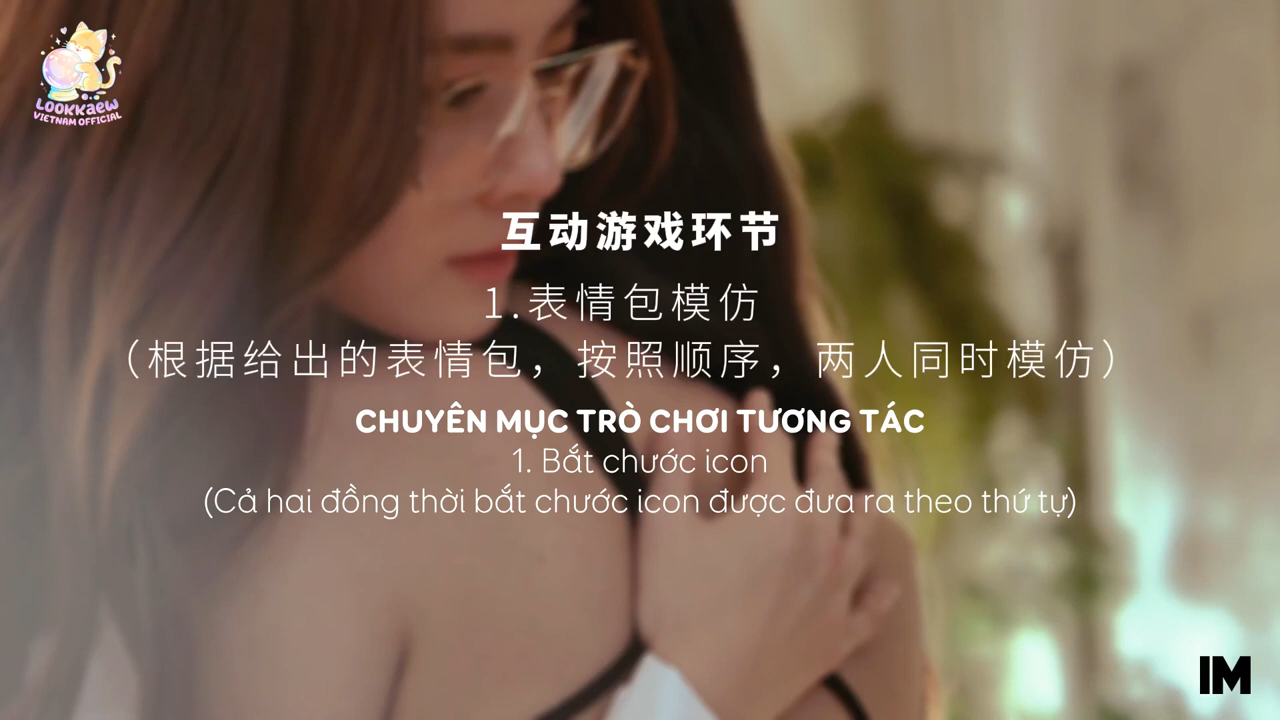 LOOKKAEW
VIETNAM OFFICIAL
互动游戏环节
1.表情包模仿
（根据给出的表情包，按照顺序，两人同时模仿）
CHUYÊN MỤC TRÒ CHƠI TƯƠNG TÁC
1. Bắt chước icon
(Cả hai đồng thời bắt chước icon được đưa ra theo thứ tự)
IM